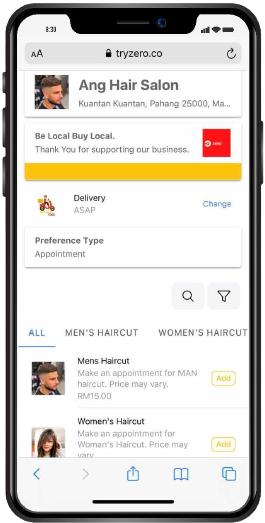 8:33
AA tryzero.co
Ang Hair Salon
Kuantan Kuantan, Pahang 25000, Ma...
Be Local Buy Local.
Thank You for supporting our business.
Delivery
ASAP
Change
Preference Type
Appointment
ALL MEN'S HAIRCUT WOMEN'S HAIRCUT
Mens Haircut
Make an appointment for MAN
haircut. Price may vary.
RM15.00
Add
Women's Haircut
Make an appointment for
Woman's Haircut. Price may
vary
Add